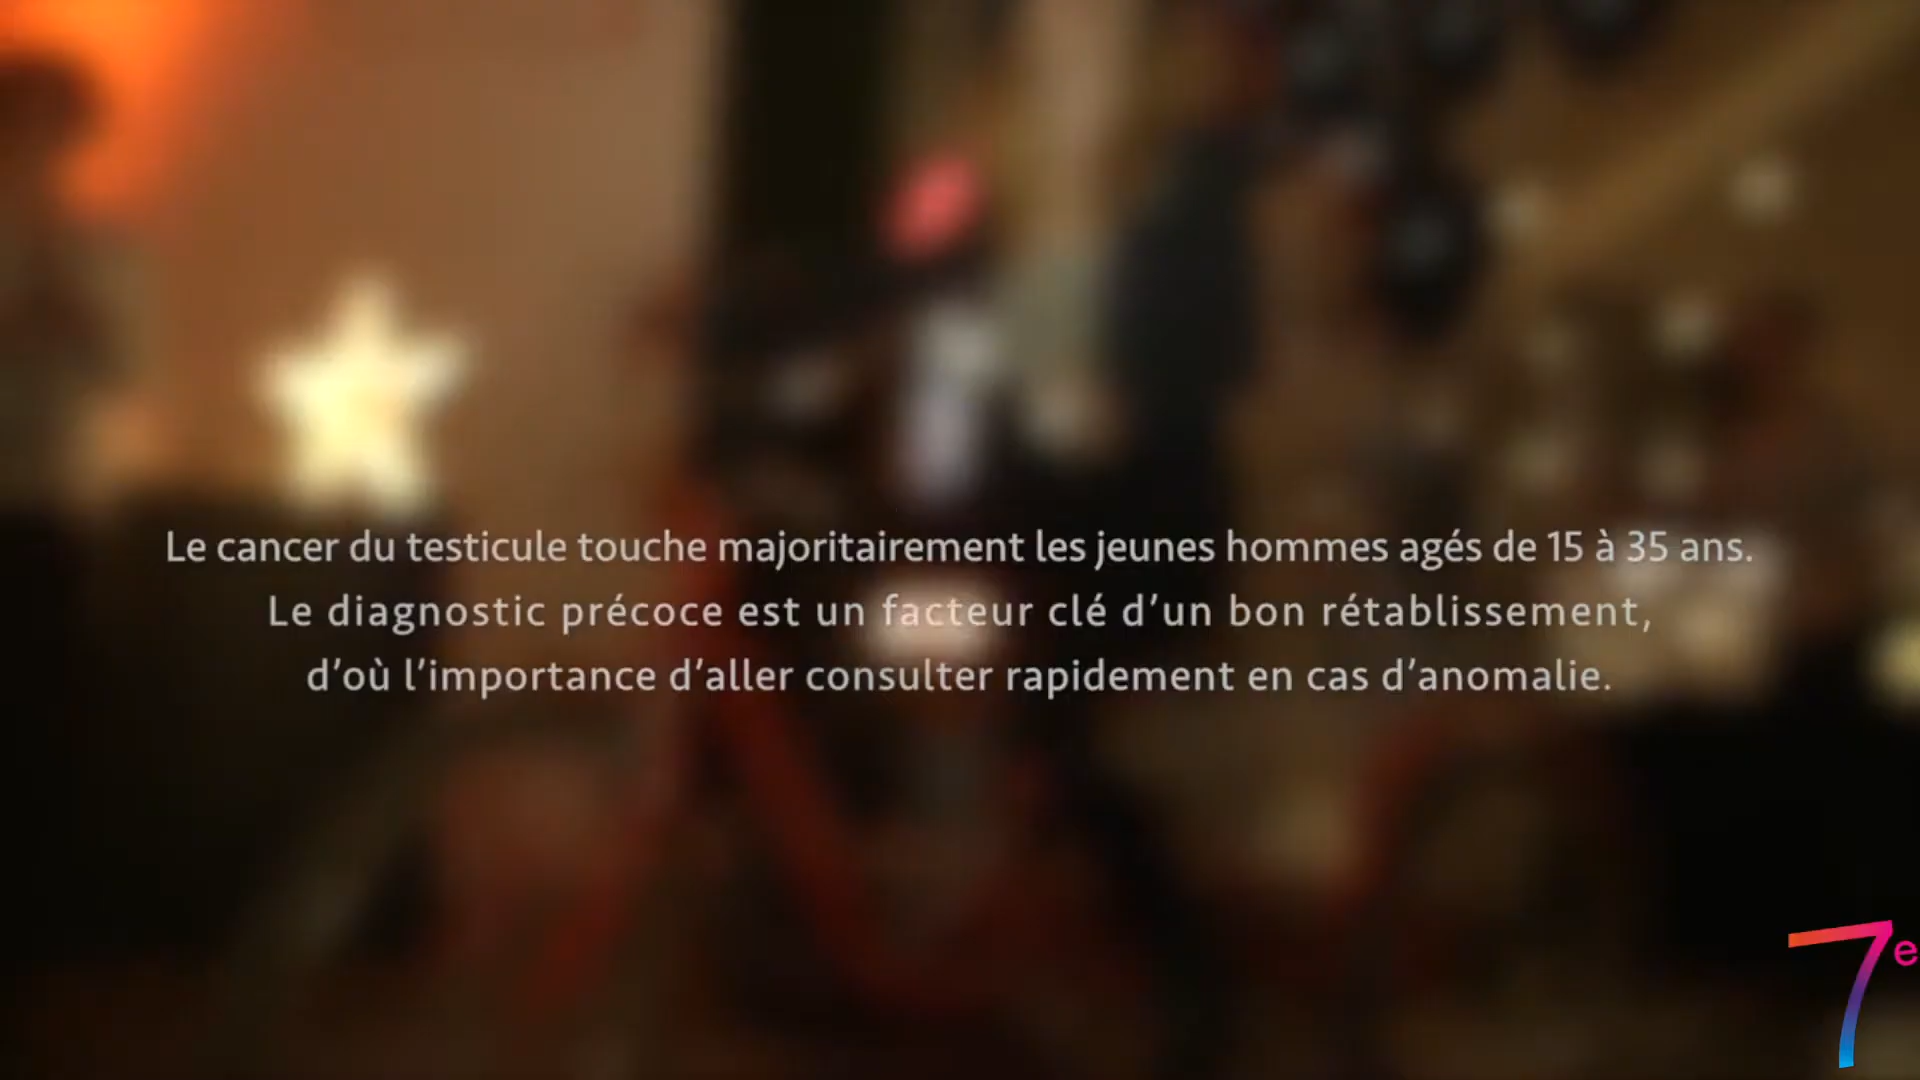 Le cancer du testicule touche majoritairement les jeunes hommes agés de 15 à 35 ans.
Le diagnostic précoce est un facteur clé d’un bon rétablissement,
d’où l’importance d’aller consulter rapidement en cas d’anomalie.
7e